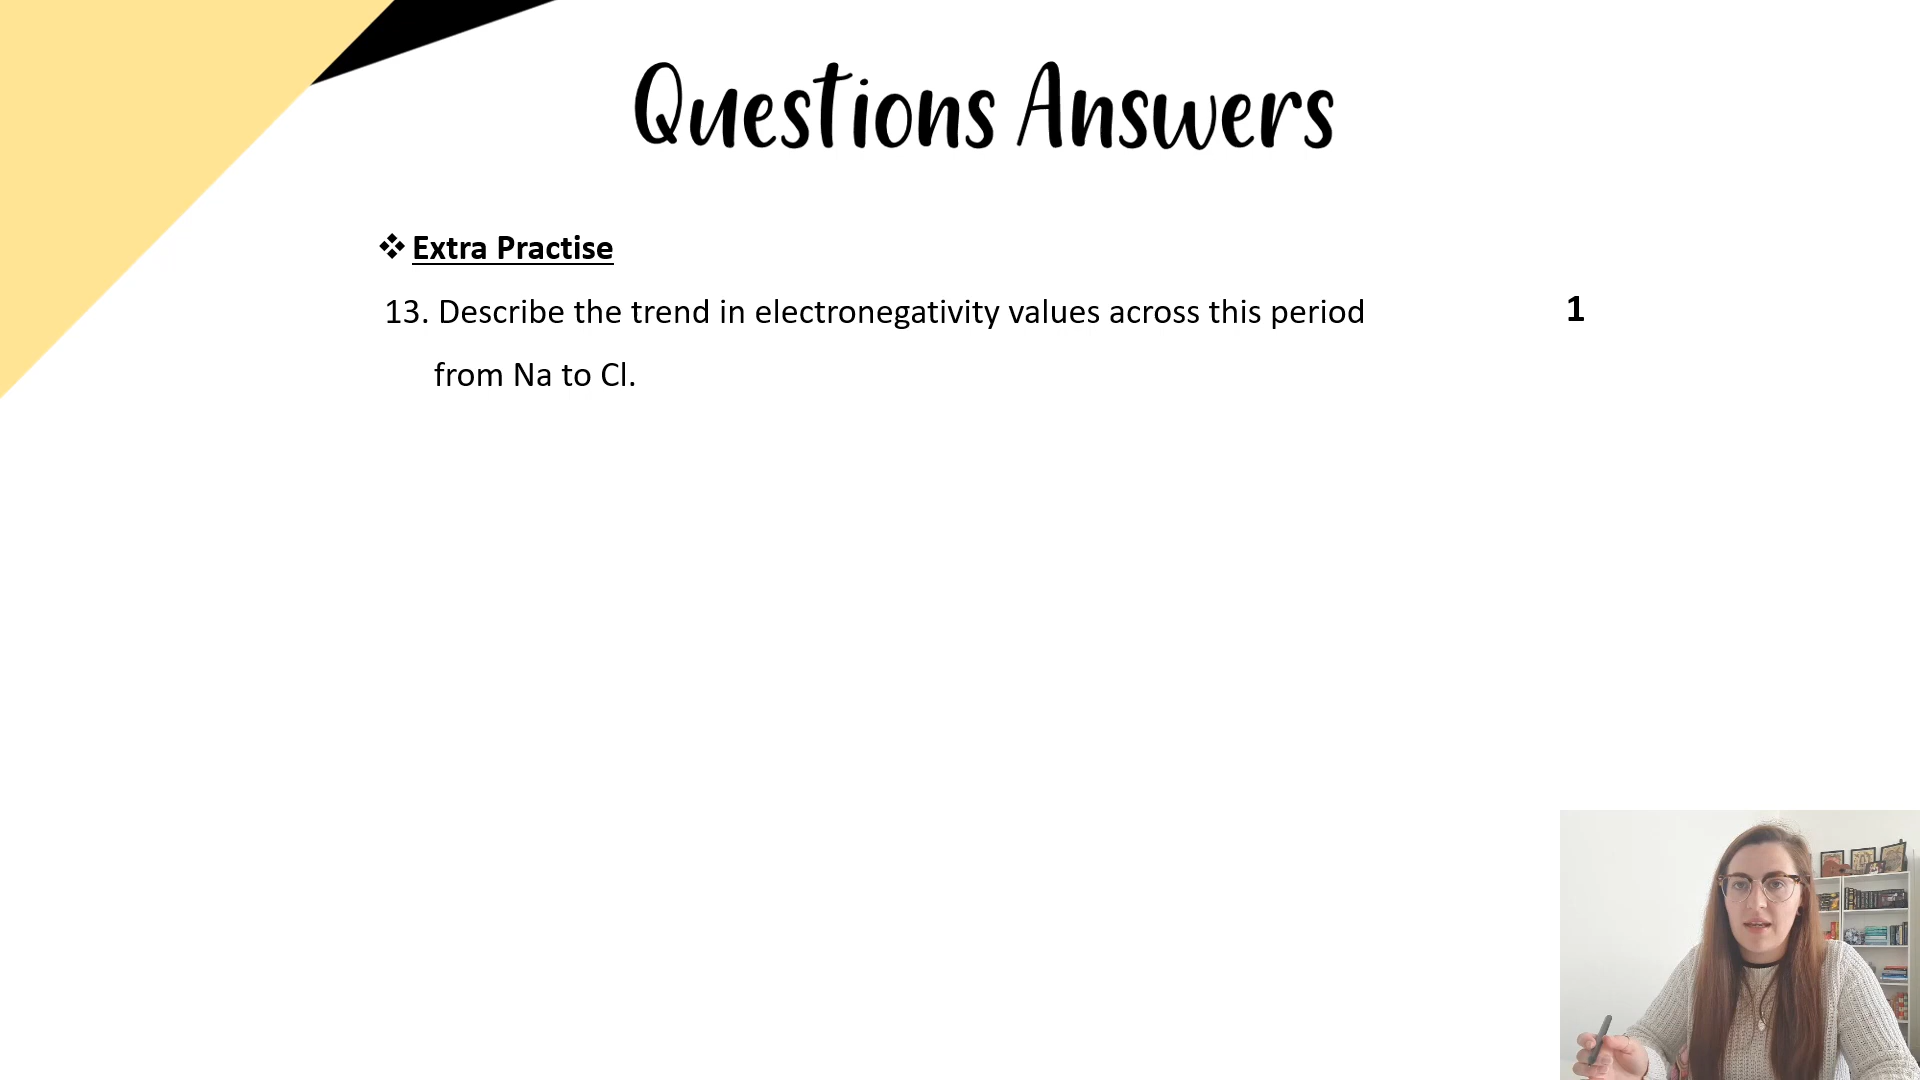 Questions Answers
❖ Extra Practise
13. Describe the trend in electronegativity values across this period 1
from Na to Cl.